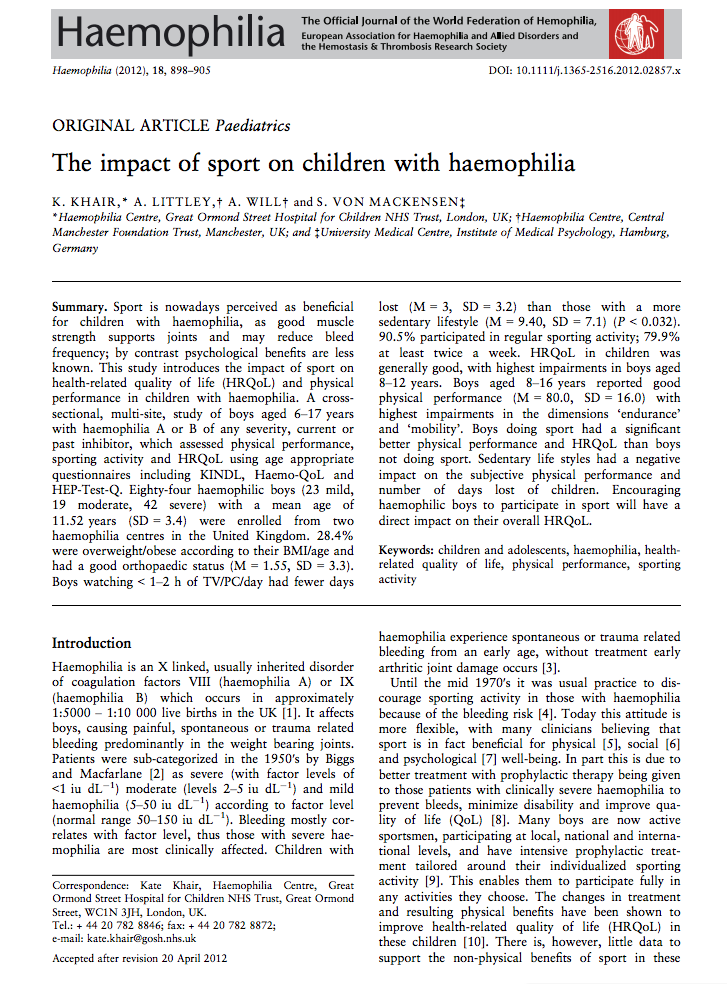 Haemophilia
The Official Journal of the World Federation of Hemophilia,
European Association for Haemophilia and Allied Disorders and
the Hemostasis & Thrombosis Research Society
Haemophilia (2012), 18, 898–905
DOI: 10.1111/j.1365-2516.2012.02857.x
ORIGINAL ARTICLE Paediatrics
The impact of sport on children with haemophilia
K. KHAIR,* A. LITTLEY,† A. WILL† and S. VON MACKENSEN‡
*Haemophilia Centre, Great Ormond Street Hospital for Children NHS Trust, London, UK; †Haemophilia Centre, Central
Manchester Foundation Trust, Manchester, UK; and ‡University Medical Centre, Institute of Medical Psychology, Hamburg,
Germany
Summary. Sport is nowadays perceived as beneficial
for children with haemophilia, as good muscle
strength supports joints and may reduce bleed
frequency; by contrast psychological benefits are less
known. This study introduces the impact of sport on
health-related quality of life (HRQoL) and physical
performance in children with haemophilia. A cross-
sectional, multi-site, study of boys aged 6–17 years
with haemophilia A or B of any severity, current or
past inhibitor, which assessed physical performance,
sporting activity and HRQoL using age appropriate
questionnaires including KINDL, Haemo-QoL and
HEP-Test-Q. Eighty-four haemophilic boys (23 mild,
19 moderate, 42 severe) with a mean age of
11.52 years (SD = 3.4) were enrolled from two
haemophilia centres in the United Kingdom. 28.4%
were overweight/obese according to their BMI/age and
had a good orthopaedic status (M = 1.55, SD = 3.3).
Boys watching < 1–2 h of TV/PC/day had fewer days
lost (M = 3, SD = 3.2) than those with a more
sedentary lifestyle (M = 9.40, SD = 7.1) (P < 0.032).
90.5% participated in regular sporting activity; 79.9%
at least twice a week. HRQoL in children was
generally good, with highest impairments in boys aged
8–12 years. Boys aged 8–16 years reported good
physical performance (M = 80.0, SD = 16.0) with
highest impairments in the dimensions ‘endurance’
and ‘mobility’. Boys doing sport had a significant
better physical performance and HRQoL than boys
not doing sport. Sedentary life styles had a negative
impact on the subjective physical performance and
number of days lost of children. Encouraging
haemophilic boys to participate in sport will have a
direct impact on their overall HRQoL.
Keywords: children and adolescents, haemophilia, health-
related quality of life, physical performance, sporting
activity
Introduction
Haemophilia is an X linked, usually inherited disorder
of coagulation factors VIII (haemophilia A) or IX
(haemophilia B) which occurs in approximately
1:5000 – 1:10 000 live births in the UK [1]. It affects
boys, causing painful, spontaneous or trauma related
bleeding predominantly in the weight bearing joints.
Patients were sub-categorized in the 1950's by Biggs
and Macfarlane [2] as severe (with factor levels of
<1 iu dL⁻¹) moderate (levels 2–5 iu dL⁻¹) and mild
haemophilia (5–50 iu dL⁻¹) according to factor level
(normal range 50–150 iu dL⁻¹). Bleeding mostly cor-
relates with factor level, thus those with severe hae-
mophilia are most clinically affected. Children with
Correspondence: Kate Khair, Haemophilia Centre, Great
Ormond Street Hospital for Children NHS Trust, Great Ormond
Street, WC1N 3JH, London, UK.
Tel.: + 44 20 782 8846; fax: + 44 20 782 8872;
e-mail: kate.khair@gosh.nhs.uk
Accepted after revision 20 April 2012
haemophilia experience spontaneous or trauma related
bleeding from an early age, without treatment early
arthritic joint damage occurs [3].
Until the mid 1970's it was usual practice to dis-
courage sporting activity in those with haemophilia
because of the bleeding risk [4]. Today this attitude is
more flexible, with many clinicians believing that
sport is in fact beneficial for physical [5], social [6]
and psychological [7] well-being. In part this is due to
better treatment with prophylactic therapy being given
to those patients with clinically severe haemophilia to
prevent bleeds, minimize disability and improve qua-
lity of life (QoL) [8]. Many boys are now active
sportsmen, participating at local, national and interna-
tional levels, and have intensive prophylactic treat-
ment tailored around their individualized sporting
activity [9]. This enables them to participate fully in
any activities they choose. The changes in treatment
and resulting physical benefits have been shown to
improve health-related quality of life (HRQoL) in
these children [10]. There is, however, little data to
support the non-physical benefits of sport in these